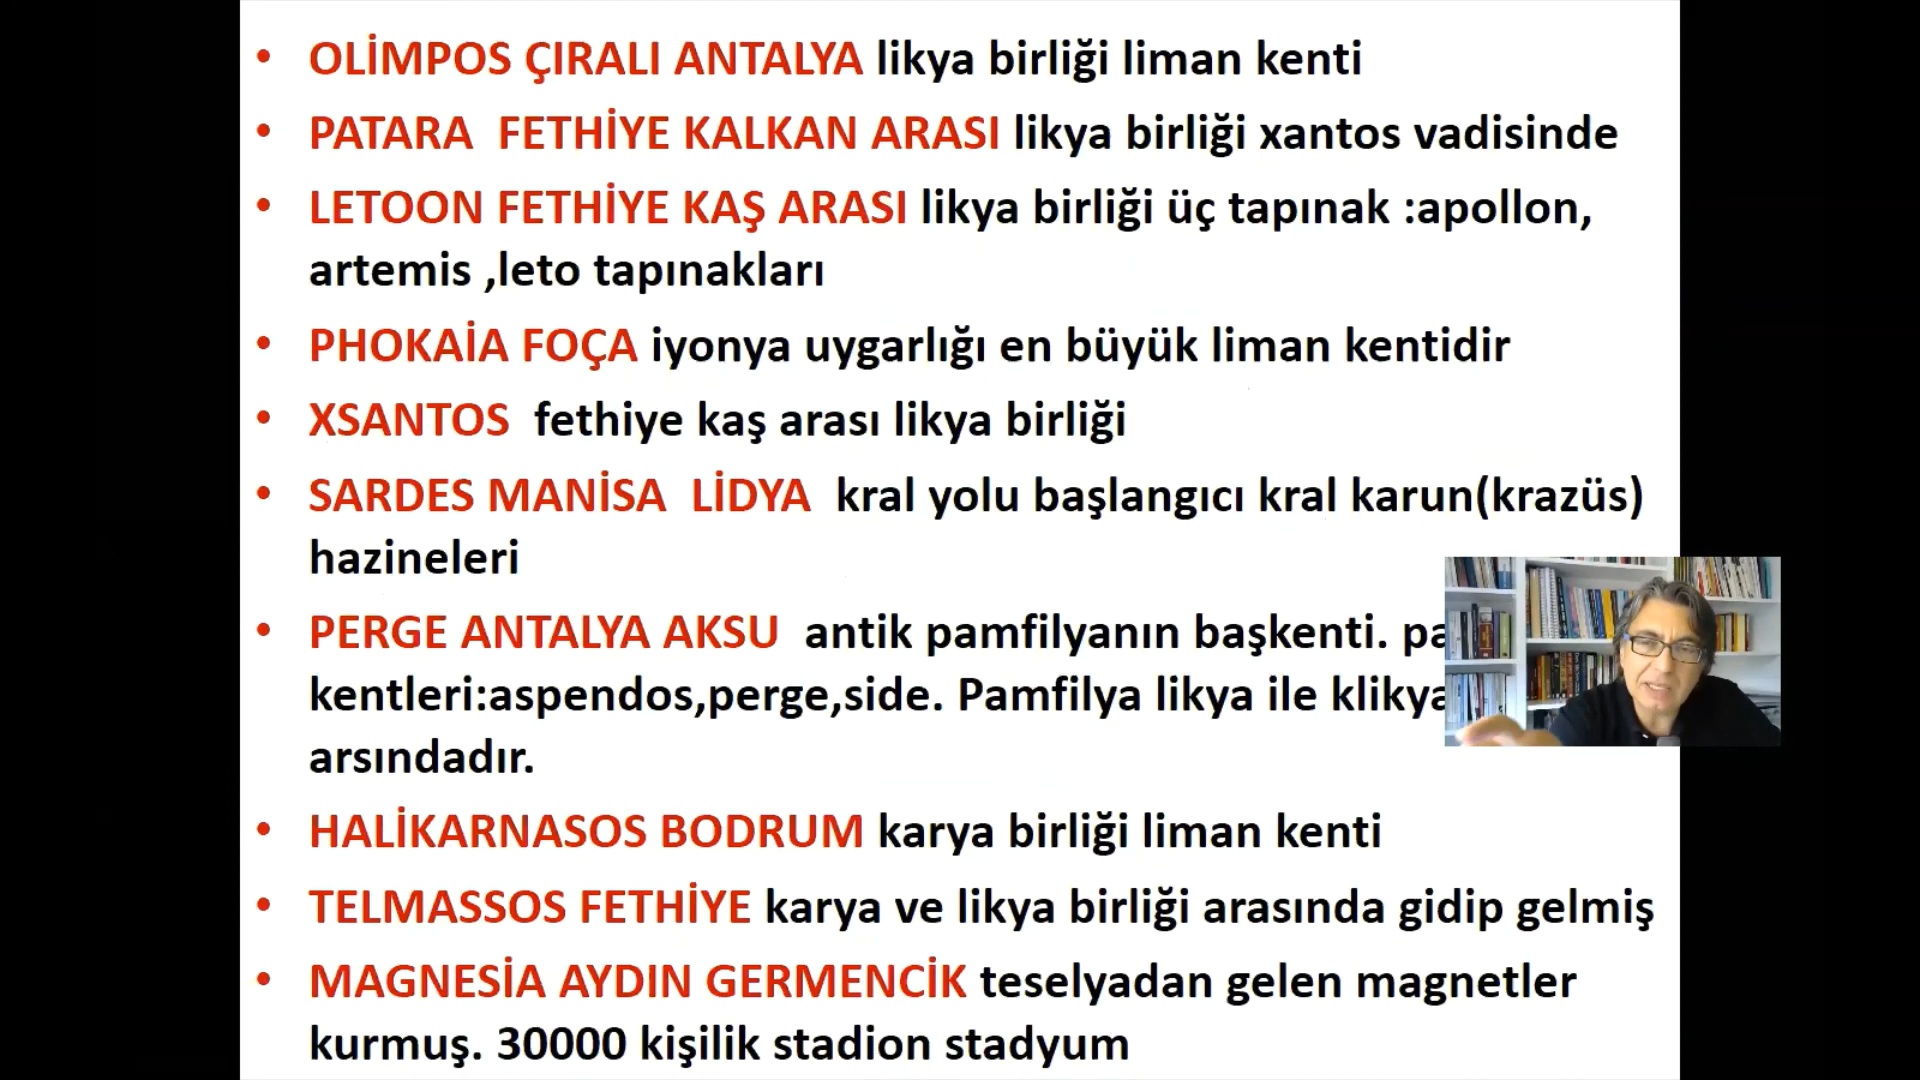 • OLİMPOS ÇIRALI ANTALYA likya birliği liman kenti
• PATARA FETHİYE KALKAN ARASI likya birliği xantos vadisinde
• LETOON FETHİYE KAŞ ARASI likya birliği üç tapınak :apollon,
artemis ,leto tapınakları
• PHOKAİA FOÇA iyonya uygarlığı en büyük liman kentidir
• XSANTOS fethiye kaş arası likya birliği
• SARDES MANİSA LİDYA kral yolu başlangıcı kral karun(krazüs)
hazineleri
• PERGE ANTALYA AKSU antik pamfilyanın başkenti.
kentleri:aspendos,perge,side. Pamfilya likya ile klikya
arsındadır.
• HALİKARNASOS BODRUM karya birliği liman kenti
• TELMASSOS FETHİYE karya ve likya birliği arasında gidip gelmiş
• MAGNESİA AYDIN GERMENCİK teselyadan gelen magnetler
kurmuş. 30000 kişilik stadion stadyum